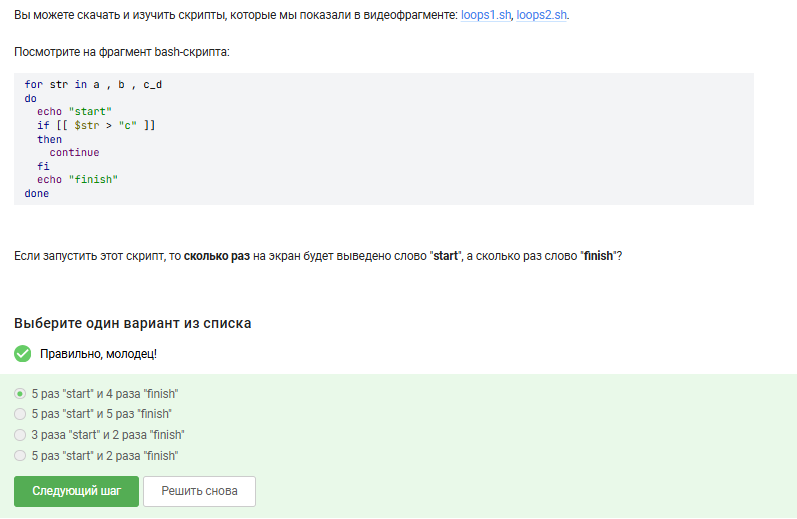 Вы можете скачать и изучить скрипты, которые мы показали в видеофрагменте: loops1.sh, loops2.sh.
Посмотрите на фрагмент bash-скрипта:
for str in a , b , c_d
do
  echo "start"
  if [[ $str > "c" ]]
  then
    continue
  fi
  echo "finish"
done
Если запустить этот скрипт, то сколько раз на экран будет выведено слово "start", а сколько раз слово "finish"?
Выберите один вариант из списка
Правильно, молодец!
5 раз "start" и 4 раза "finish"
5 раз "start" и 5 раз "finish"
3 раза "start" и 2 раза "finish"
5 раз "start" и 2 раза "finish"
Следующий шаг
Решить снова